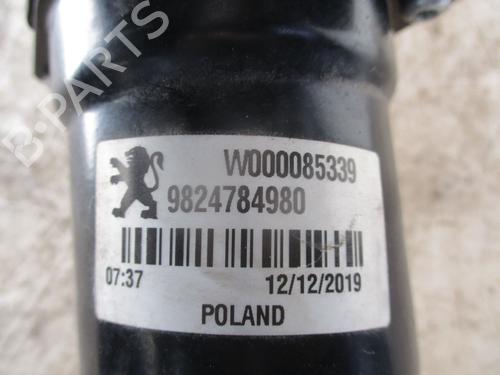 B-PARTS
W000085339
9824784980
07:37 12/12/2019
POLAND